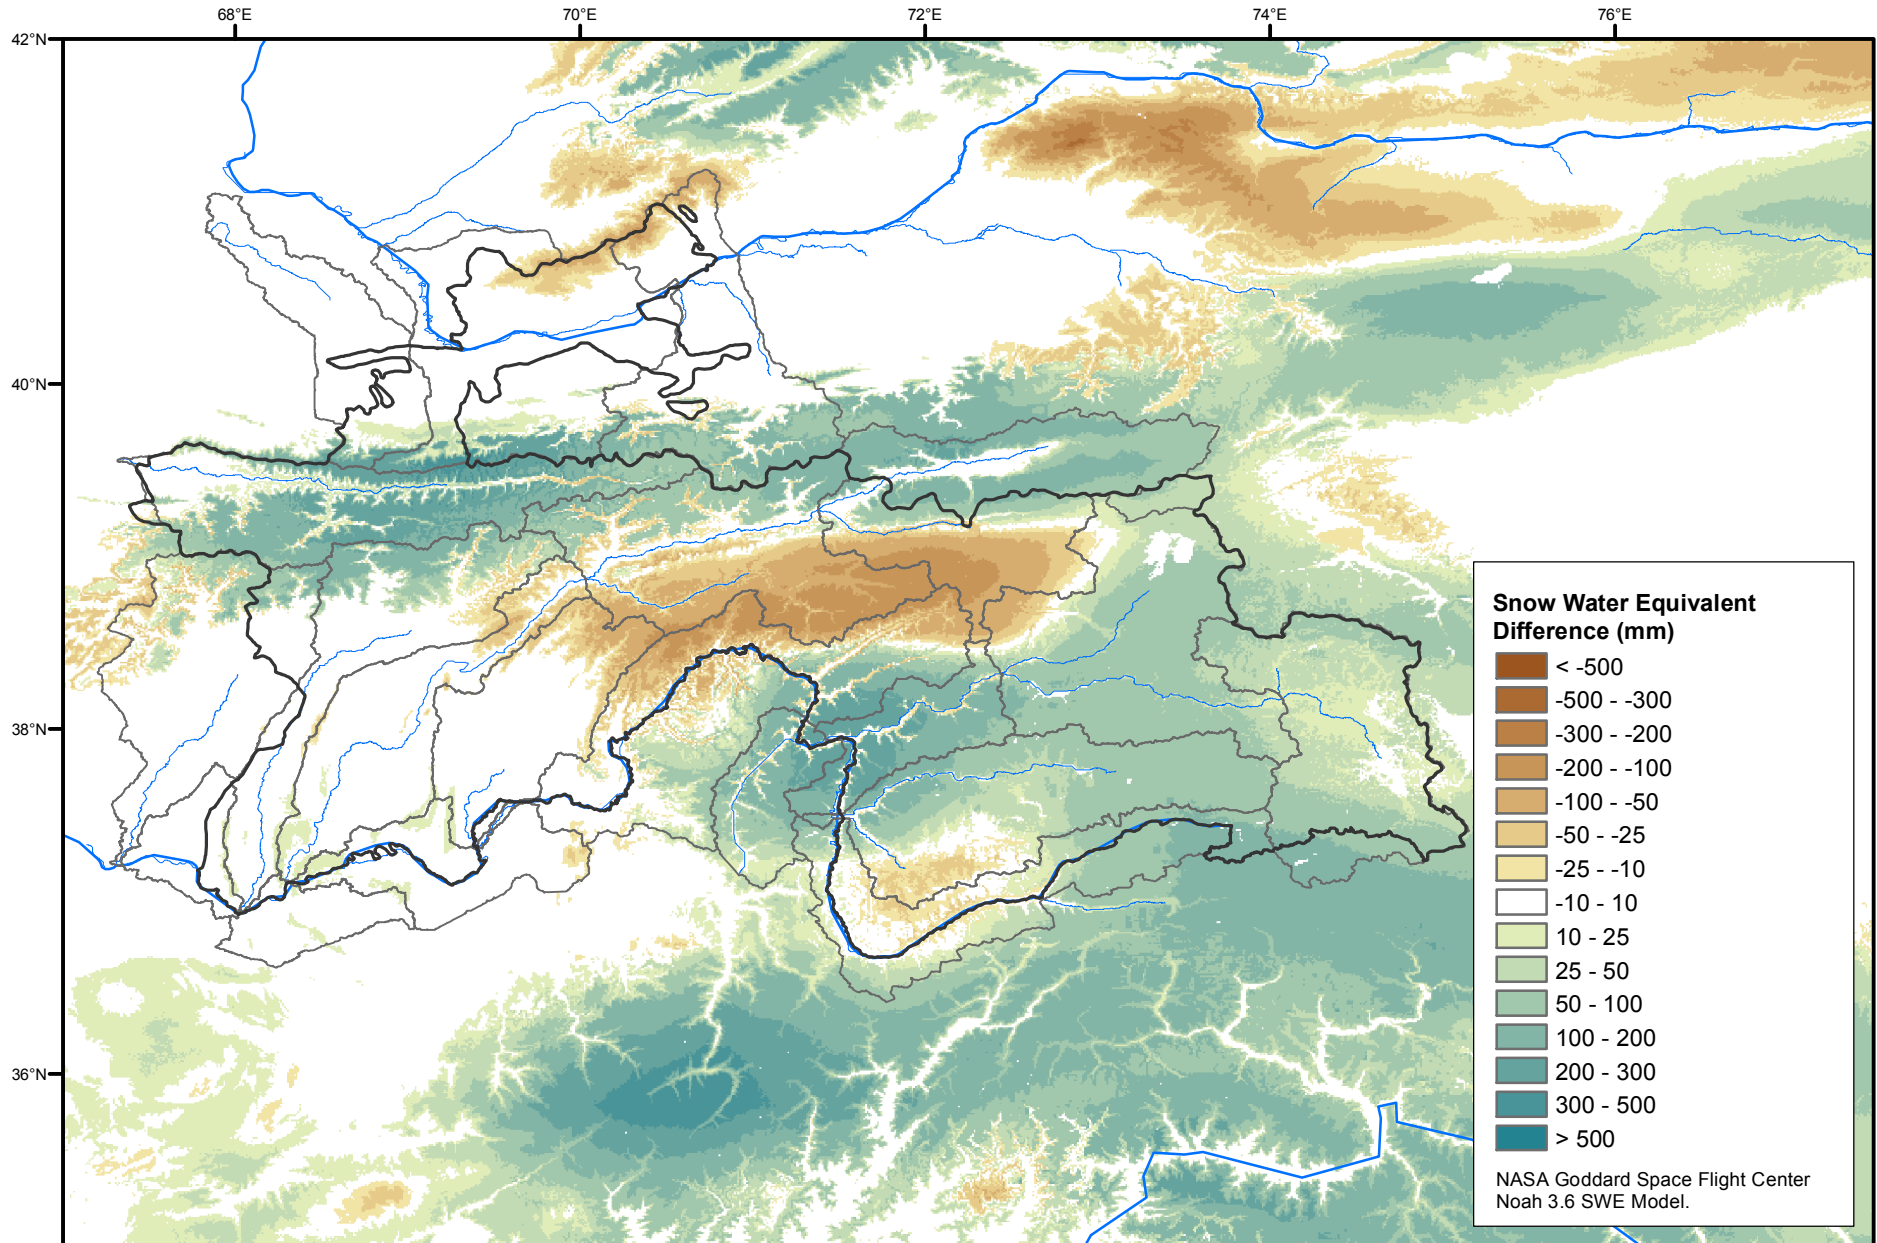 68°E
70°E
72°E
74°E
76°E
42°N
40°N
38°N
36°N
Snow Water Equivalent
Difference (mm)
< -500
-500 - -300
-300 - -200
-200 - -100
-100 - -50
-50 - -25
-25 - -10
-10 - 10
10 - 25
25 - 50
50 - 100
100 - 200
200 - 300
300 - 500
> 500
NASA Goddard Space Flight Center
Noah 3.6 SWE Model.